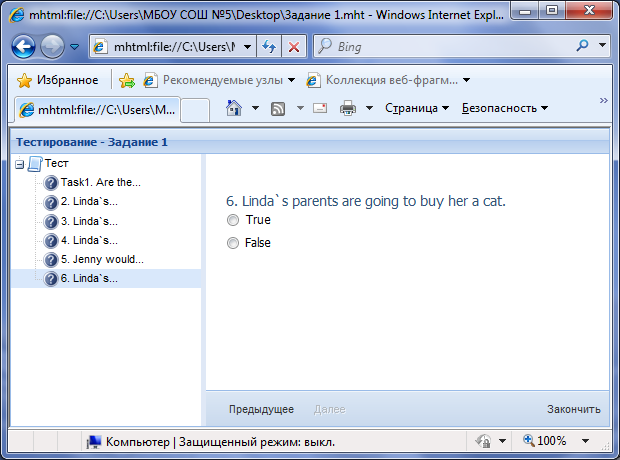 mhtml:file://C:\Users\МБОУ СОШ №5\Desktop\Задание 1.mht - Windows Internet Expl...
mhtml:file://C:\Users\M
Bing
Избранное
Рекомендуемые узлы
Коллекция веб-фрагм...
mhtml:file://C:\Users\M...
Страница
Безопасность
»
Тестирование - Задание 1
Тест
Task1. Are the...
2. Linda`s...
3. Linda`s...
4. Linda`s...
5. Jenny would...
6. Linda`s...
6. Linda`s parents are going to buy her a cat.
True
False
Предыдущее
Далее
Закончить
Компьютер | Защищенный режим: выкл.
100%